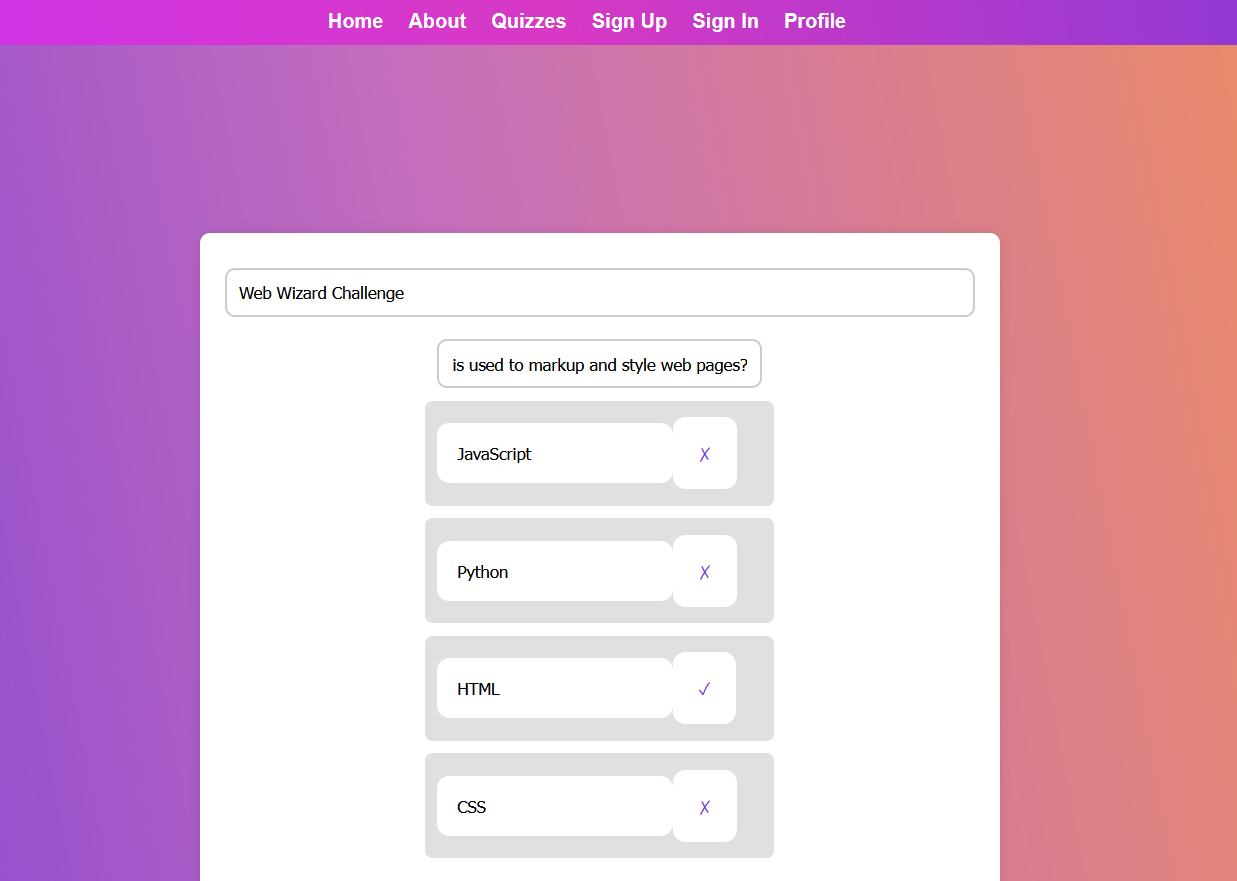 Home About Quizzes Sign Up Sign In Profile
Web Wizard Challenge
is used to markup and style web pages?
JavaScript ✗
Python ✗
HTML ✓
CSS ✗